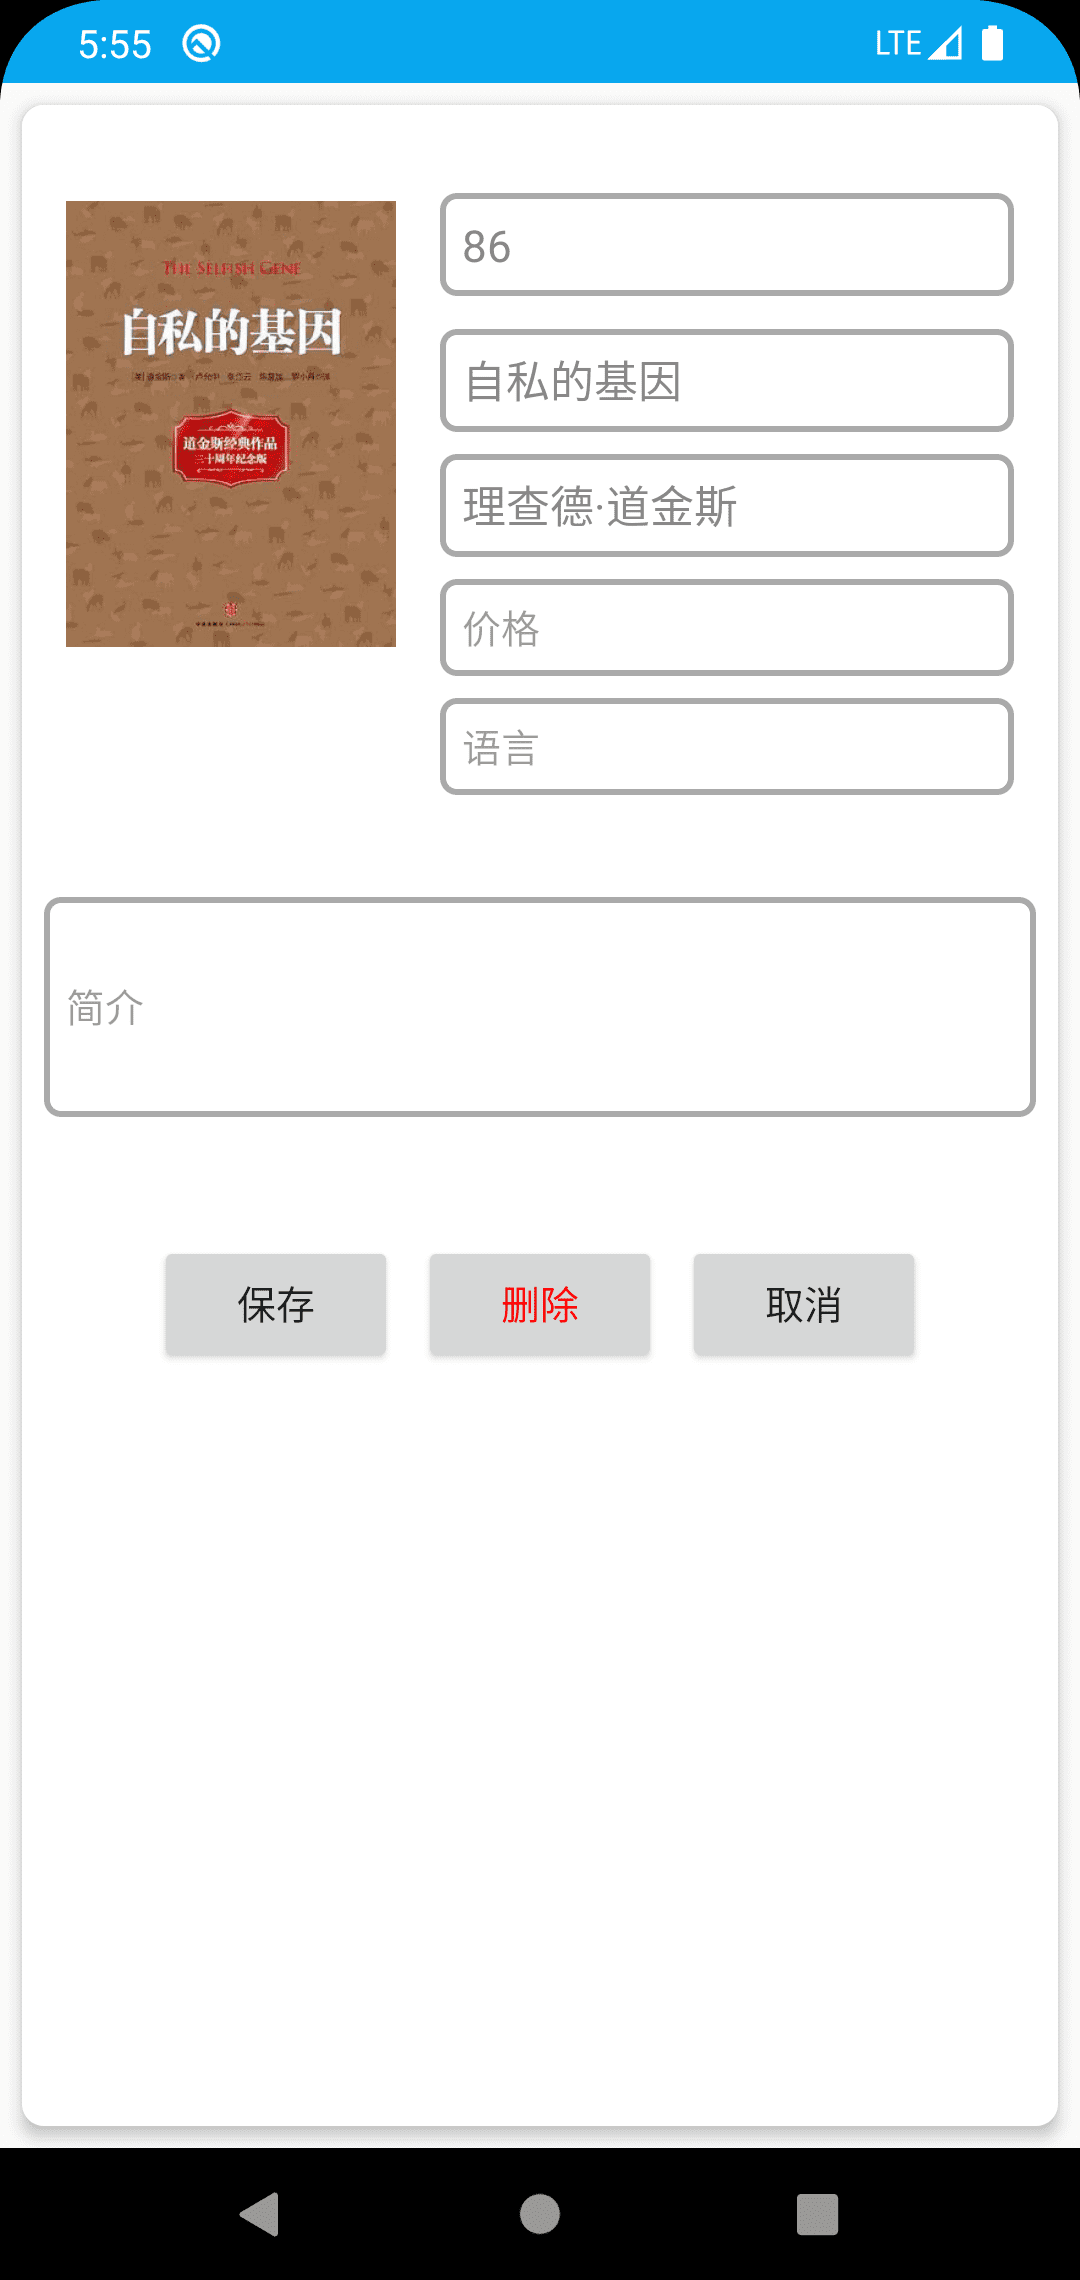 5:55
LTE
THE SELFISH GENE
自私的基因
道金斯经典作品
三十周年纪念版
86
自私的基因
理查德·道金斯
价格
语言
简介
保存
删除
取消